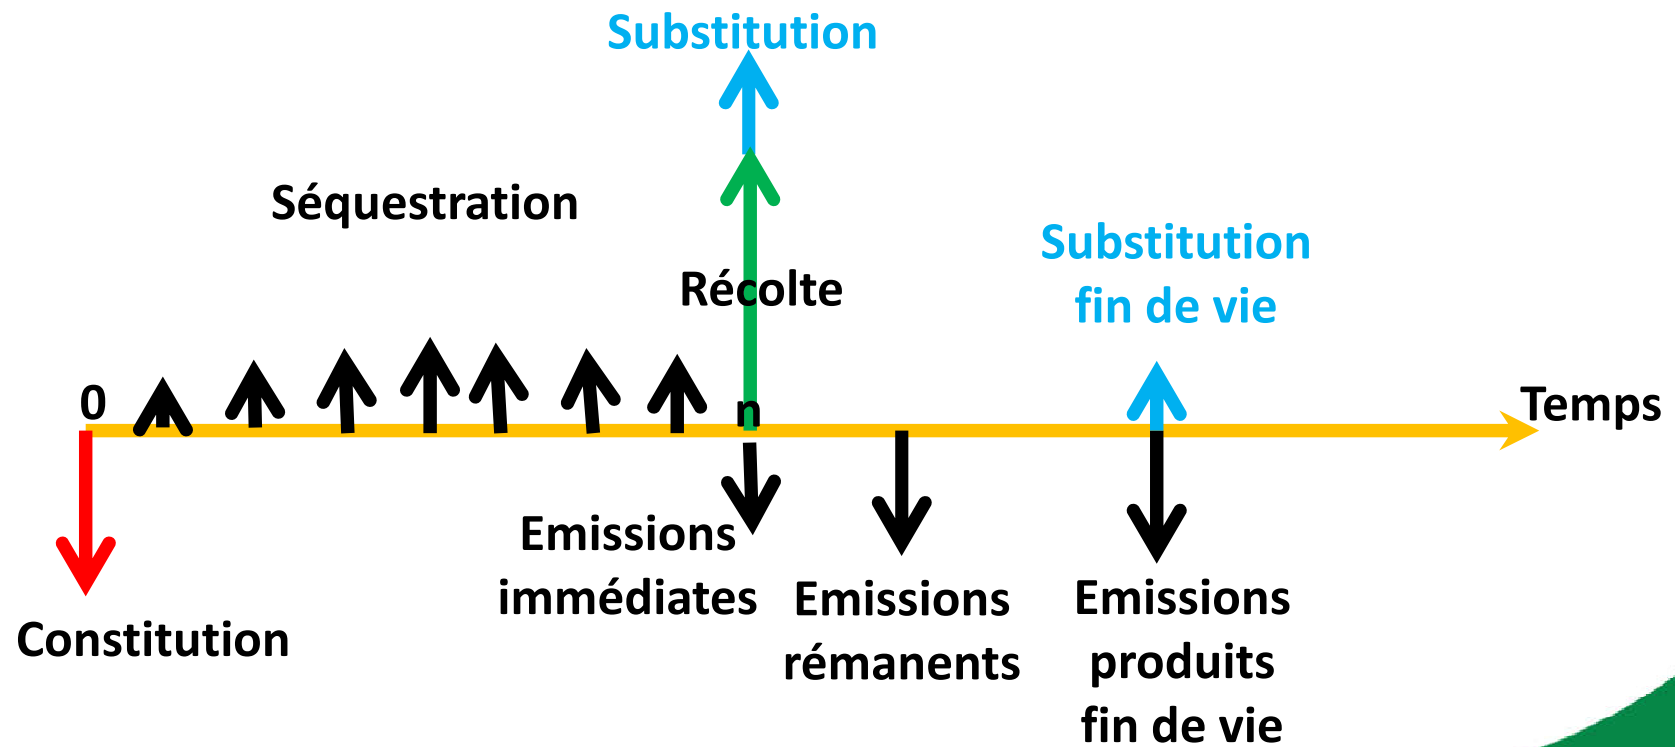 Substitution
Séquestration
Substitution
fin de vie
Récolte
0
n
Temps
Emissions
immédiates
Emissions
rémanents
Emissions
produits
fin de vie
Constitution